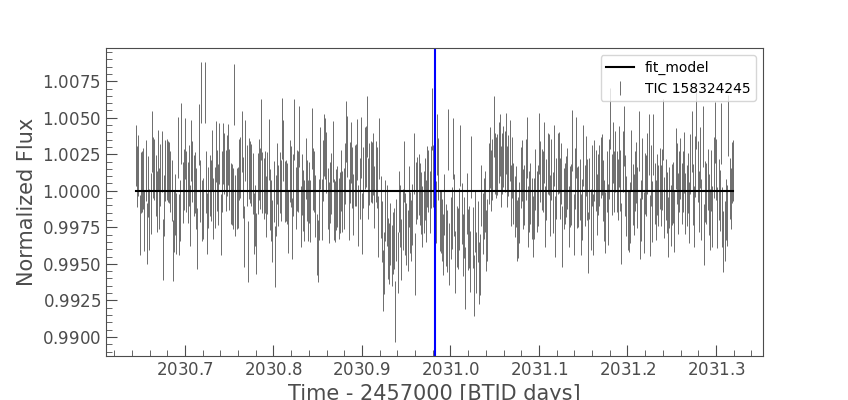 fit_model
TIC 158324245
1.0075
1.0050
1.0025
1.0000
0.9975
0.9950
0.9925
0.9900
Normalized Flux
2030.7 2030.8 2030.9 2031.0 2031.1 2031.2 2031.3
Time - 2457000 [BTJD days]